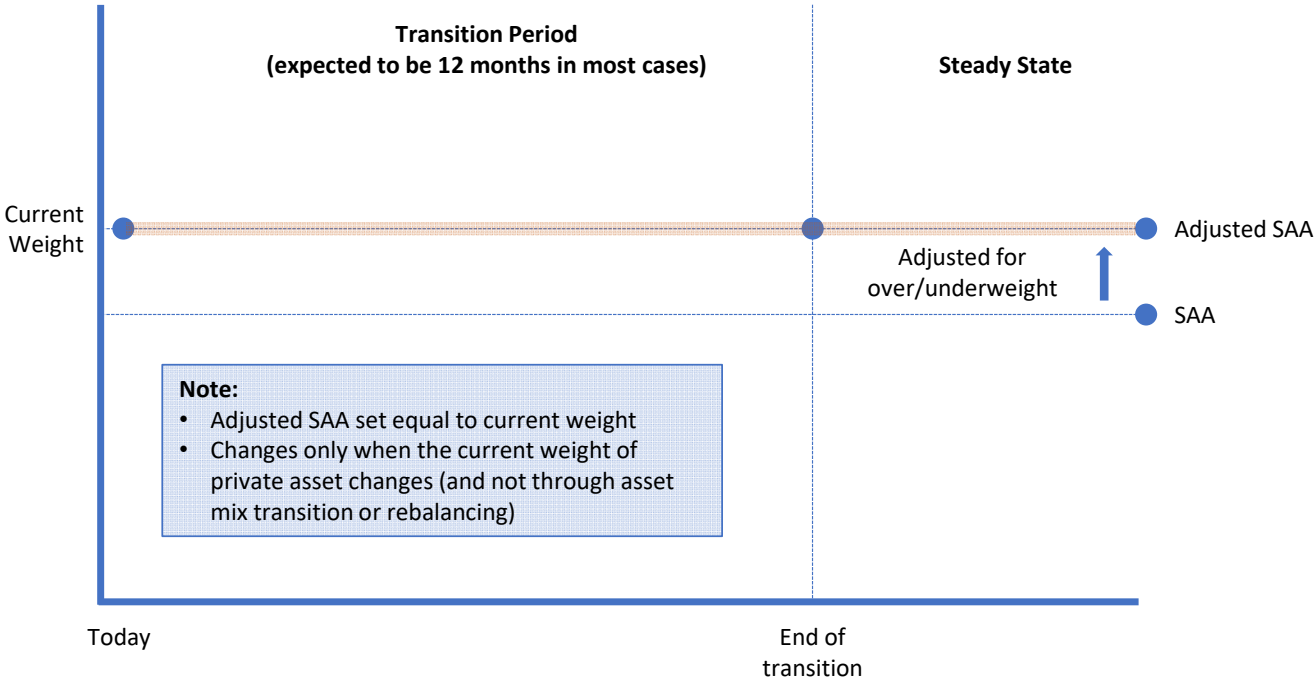 Transition Period
(expected to be 12 months in most cases)
Steady State
Current
Weight
Adjusted SAA
Adjusted for
over/underweight
SAA
Note:
• Adjusted SAA set equal to current weight
• Changes only when the current weight of
private asset changes (and not through asset
mix transition or rebalancing)
Today
End of
transition